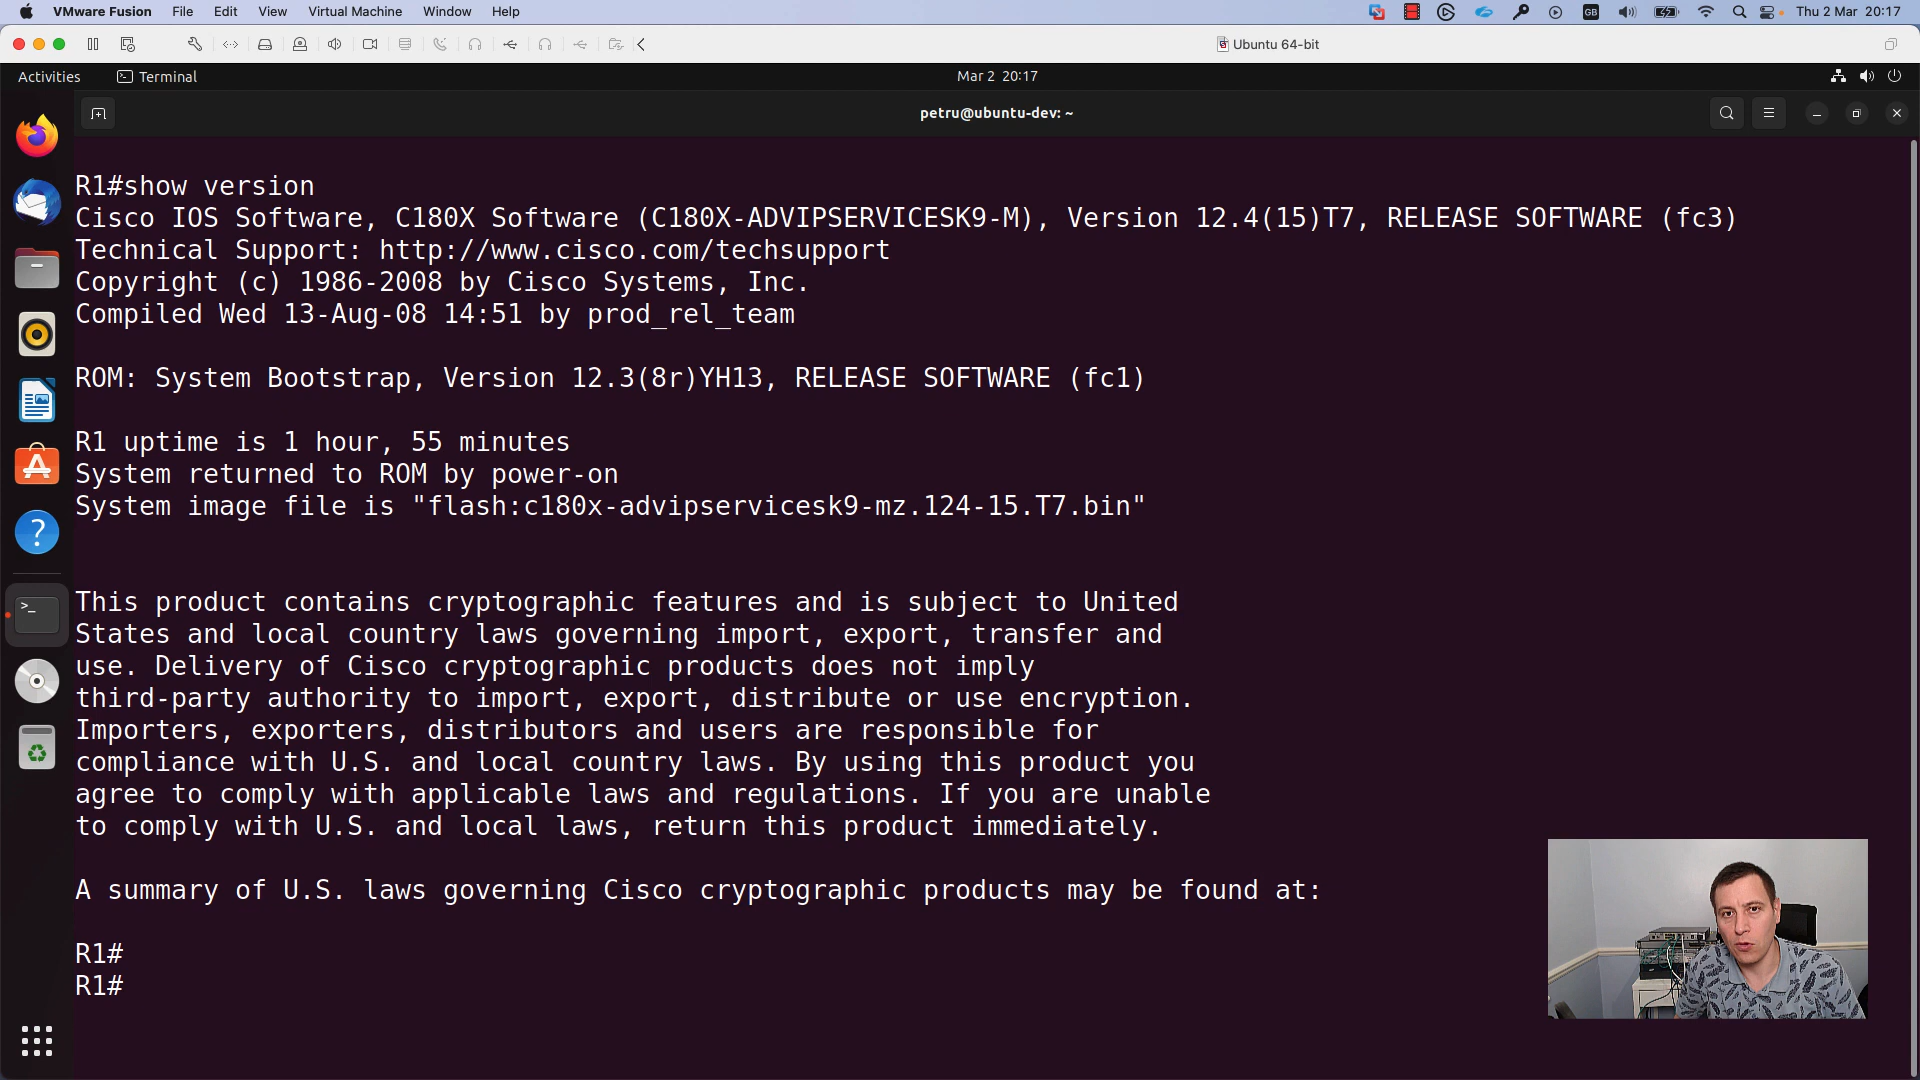 VMware Fusion File Edit View Virtual Machine Window Help GB Thu 2 Mar 20:17
Ubuntu 64-bit
Activities Terminal Mar 2 20:17
petru@ubuntu-dev: ~
R1#show version
Cisco IOS Software, C180X Software (C180X-ADVIPSERVICESK9-M), Version 12.4(15)T7, RELEASE SOFTWARE (fc3)
Technical Support: http://www.cisco.com/techsupport
Copyright (c) 1986-2008 by Cisco Systems, Inc.
Compiled Wed 13-Aug-08 14:51 by prod_rel_team
ROM: System Bootstrap, Version 12.3(8r)YH13, RELEASE SOFTWARE (fc1)
R1 uptime is 1 hour, 55 minutes
System returned to ROM by power-on
System image file is "flash:c180x-advipservicesk9-mz.124-15.T7.bin"
This product contains cryptographic features and is subject to United
States and local country laws governing import, export, transfer and
use. Delivery of Cisco cryptographic products does not imply
third-party authority to import, export, distribute or use encryption.
Importers, exporters, distributors and users are responsible for
compliance with U.S. and local country laws. By using this product you
agree to comply with applicable laws and regulations. If you are unable
to comply with U.S. and local laws, return this product immediately.
A summary of U.S. laws governing Cisco cryptographic products may be found at:
R1#
R1#